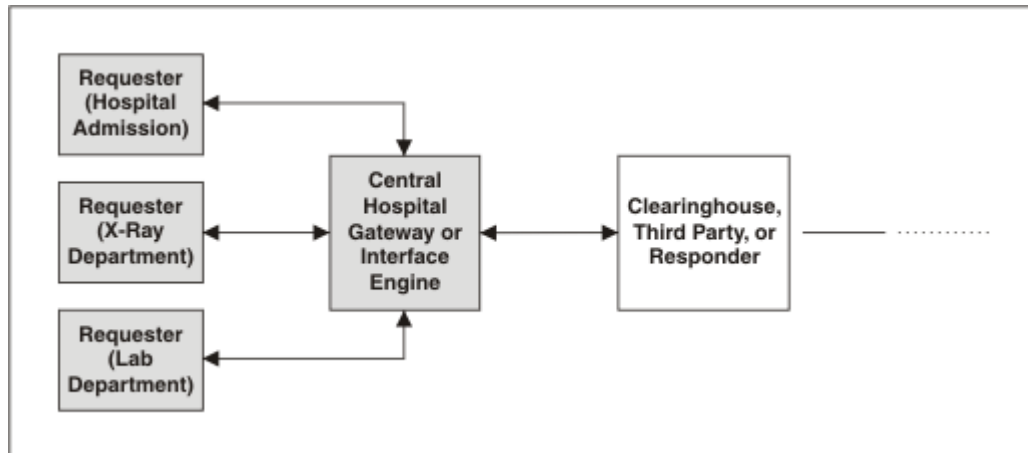 Requester
(Hospital
Admission)
Requester
(X-Ray
Department)
Requester
(Lab
Department)
Central
Hospital
Gateway or
Interface
Engine
Clearinghouse,
Third Party, or
Responder